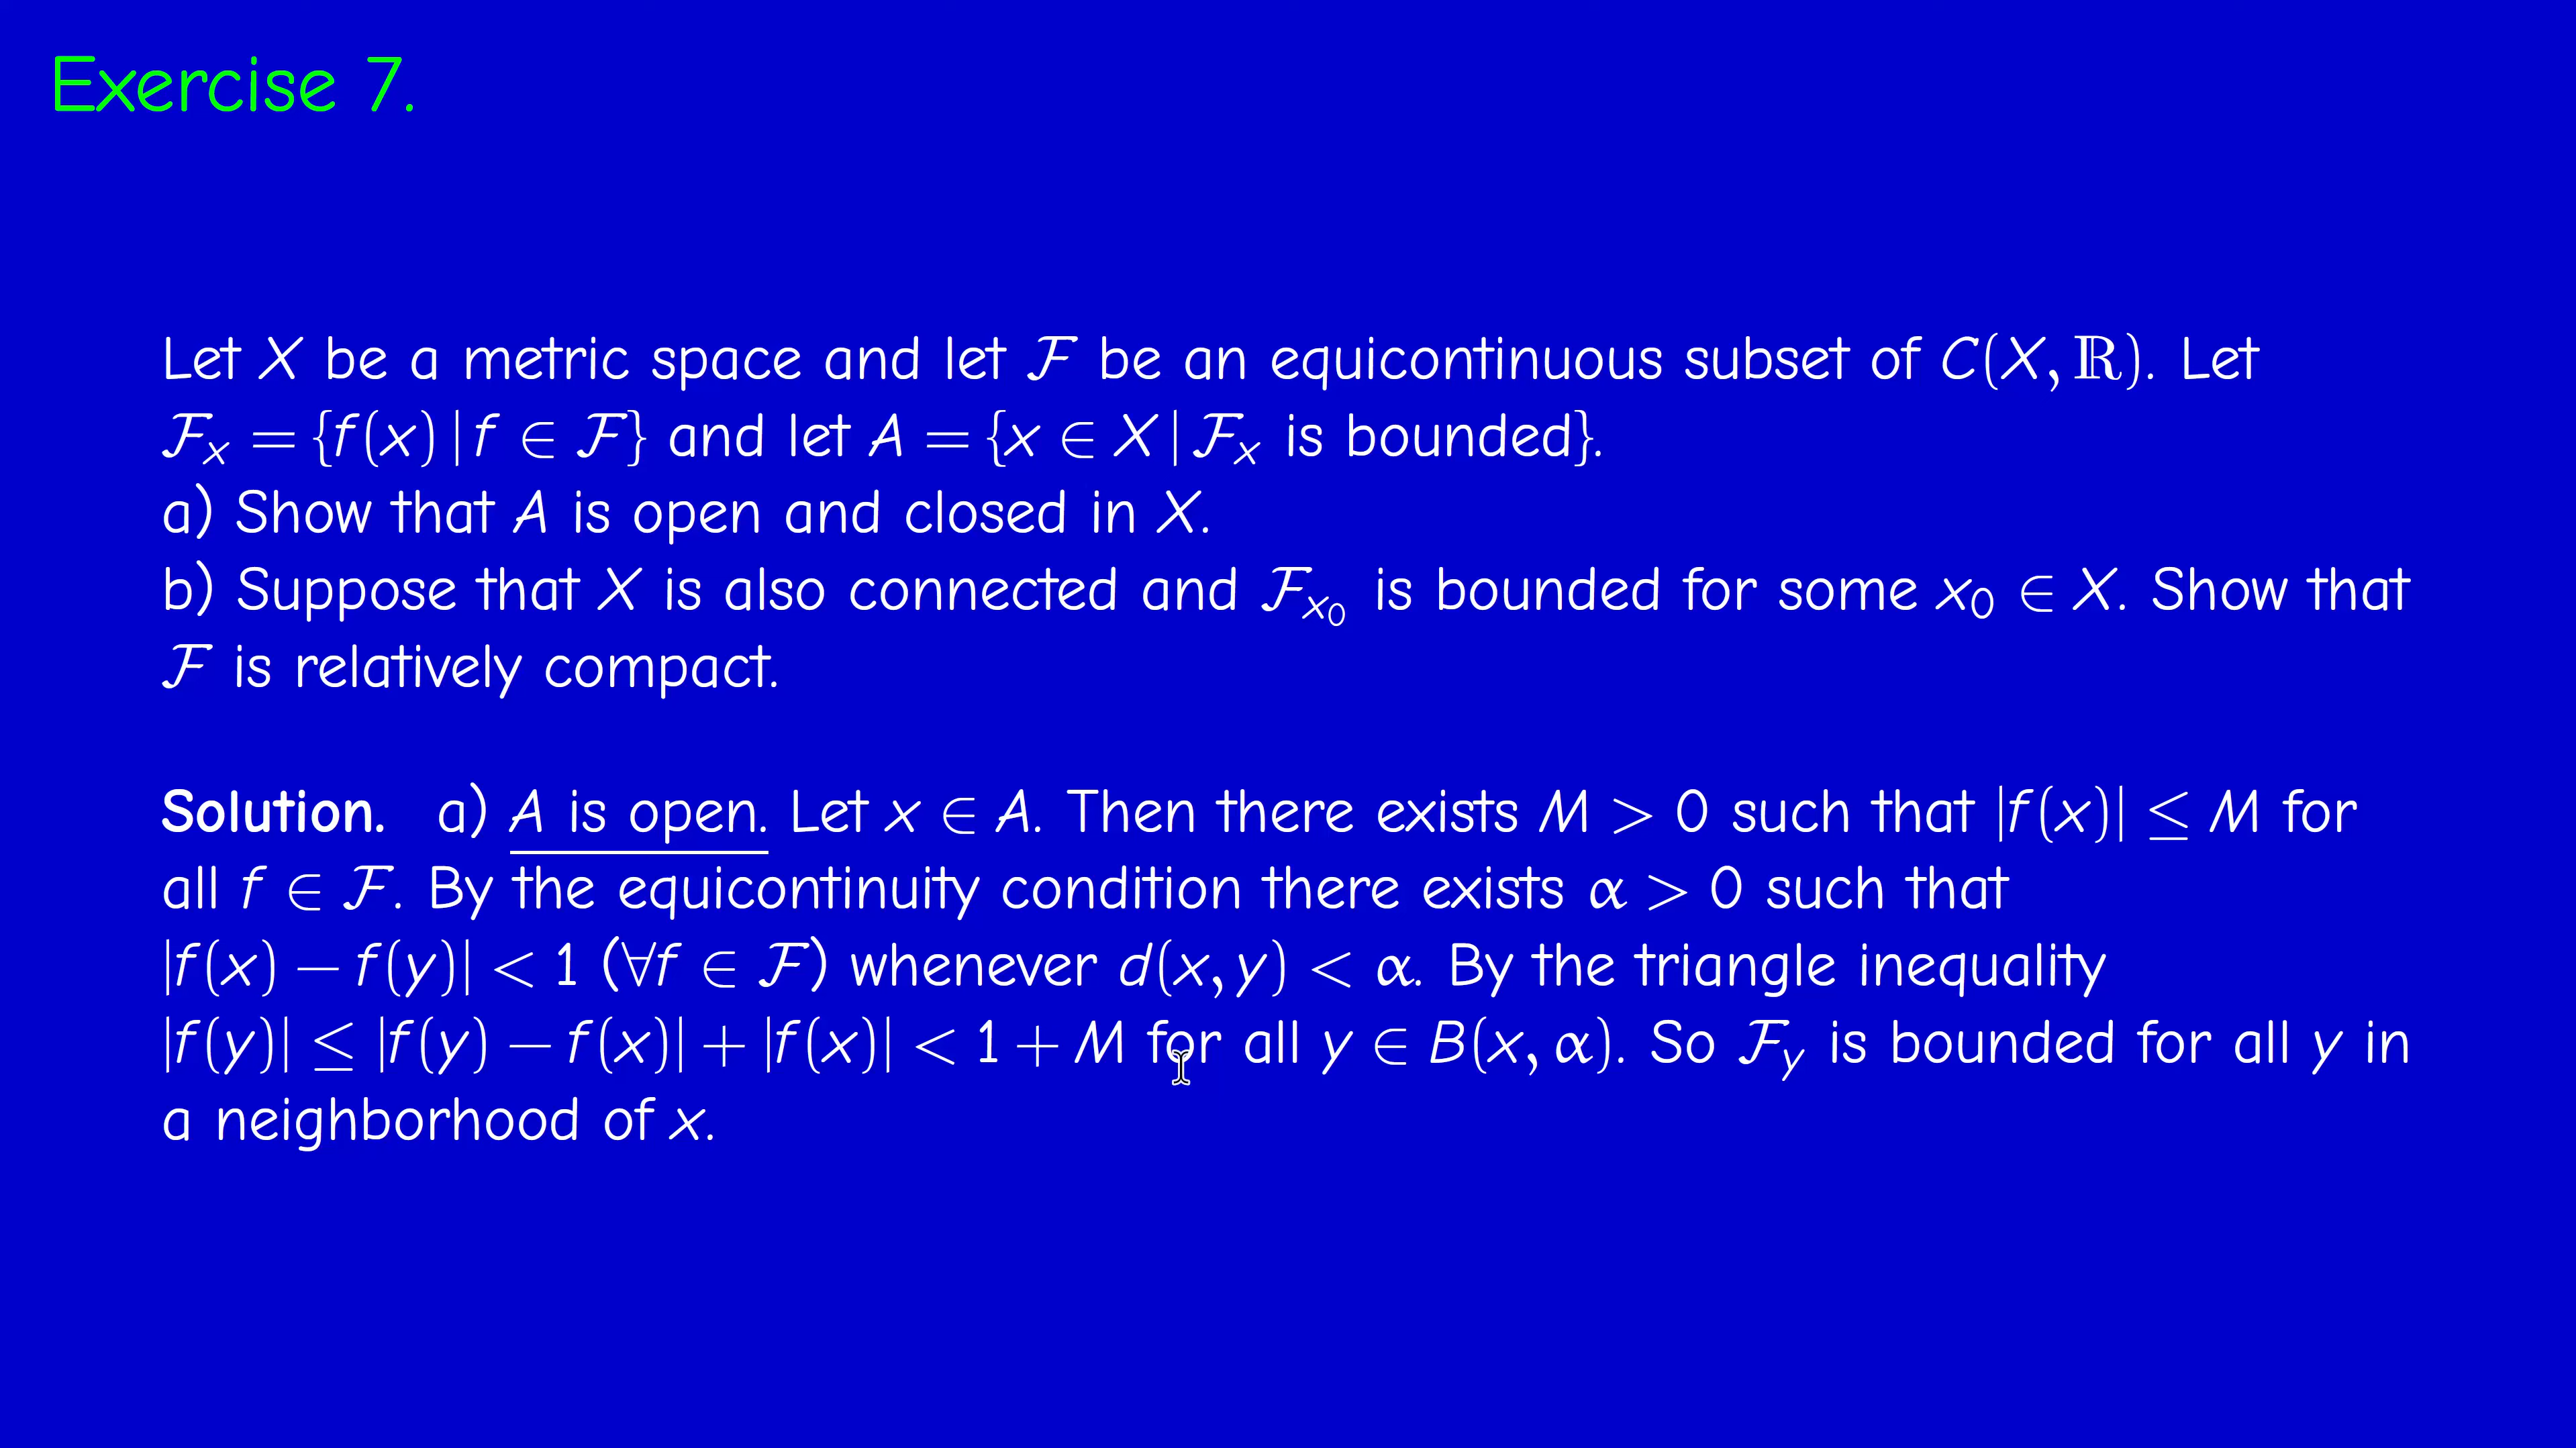 Exercise 7.
Let X be a metric space and let ℱ be an equicontinuous subset of C(X, ℝ). Let
ℱₓ = {f(x) | f ∈ ℱ} and let A = {x ∈ X | ℱₓ is bounded}.
a) Show that A is open and closed in X.
b) Suppose that X is also connected and ℱ_{x₀} is bounded for some x₀ ∈ X. Show that
ℱ is relatively compact.
Solution. a) A is open. Let x ∈ A. Then there exists M > 0 such that |f(x)| ≤ M for
all f ∈ ℱ. By the equicontinuity condition there exists α > 0 such that
|f(x) − f(y)| < 1 (∀f ∈ ℱ) whenever d(x, y) < α. By the triangle inequality
|f(y)| ≤ |f(y) − f(x)| + |f(x)| < 1 + M for all y ∈ B(x, α). So ℱ_y is bounded for all y in
a neighborhood of x.